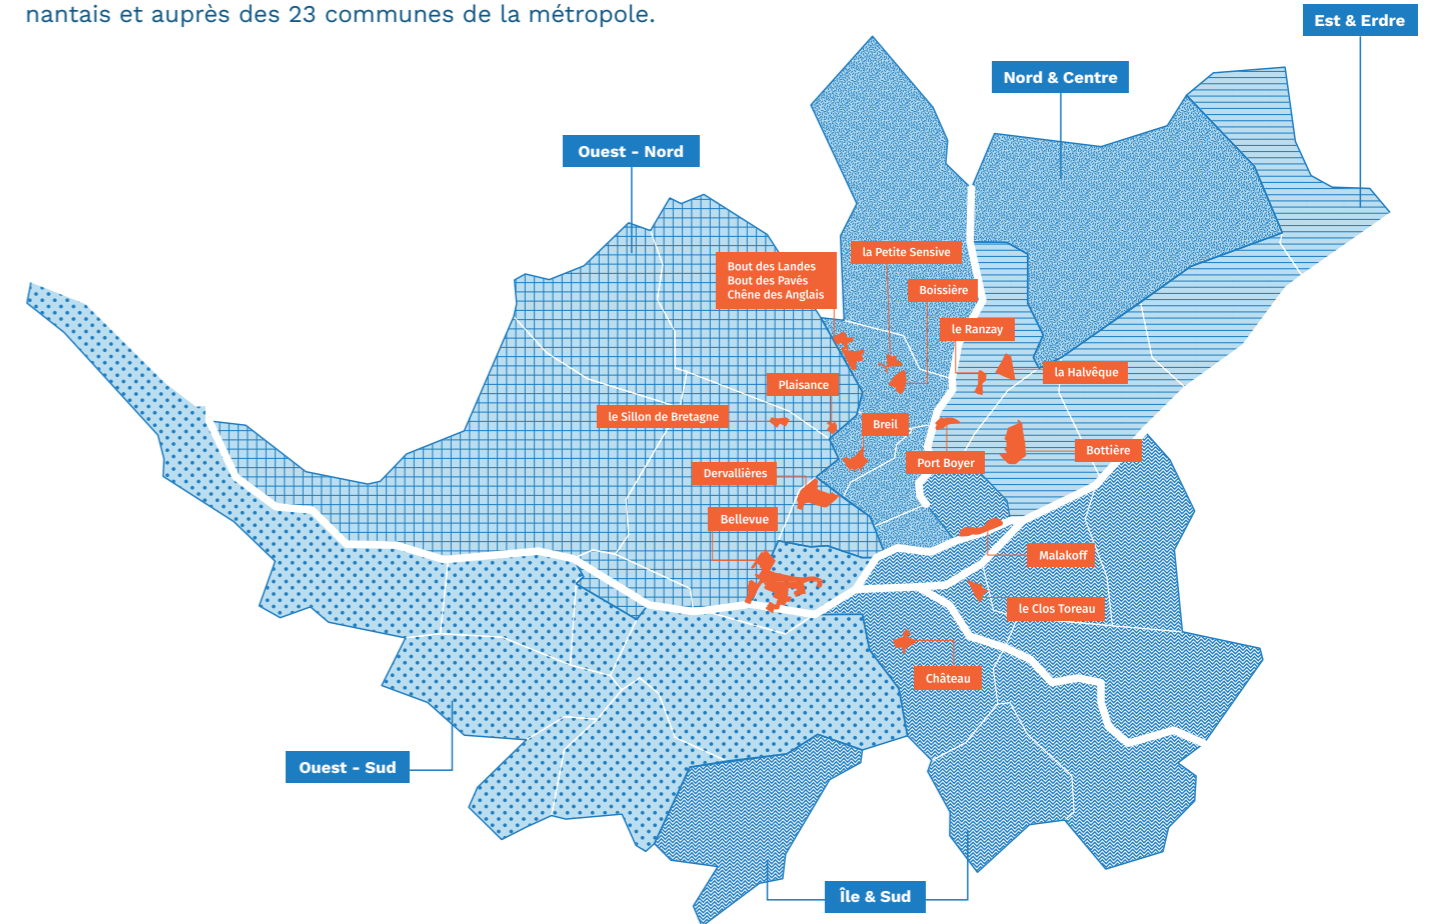 nantais et auprès des 23 communes de la métropole.
Est & Erdre
Nord & Centre
Ouest - Nord
la Petite Sensive
Bout des Landes
Bout des Pavés
Chêne des Anglais
Boissière
le Ranzay
la Halvêque
Plaisance
le Sillon de Bretagne
Breil
Bottière
Port Boyer
Dervallières
Bellevue
Malakoff
le Clos Toreau
Château
Ouest - Sud
Île & Sud